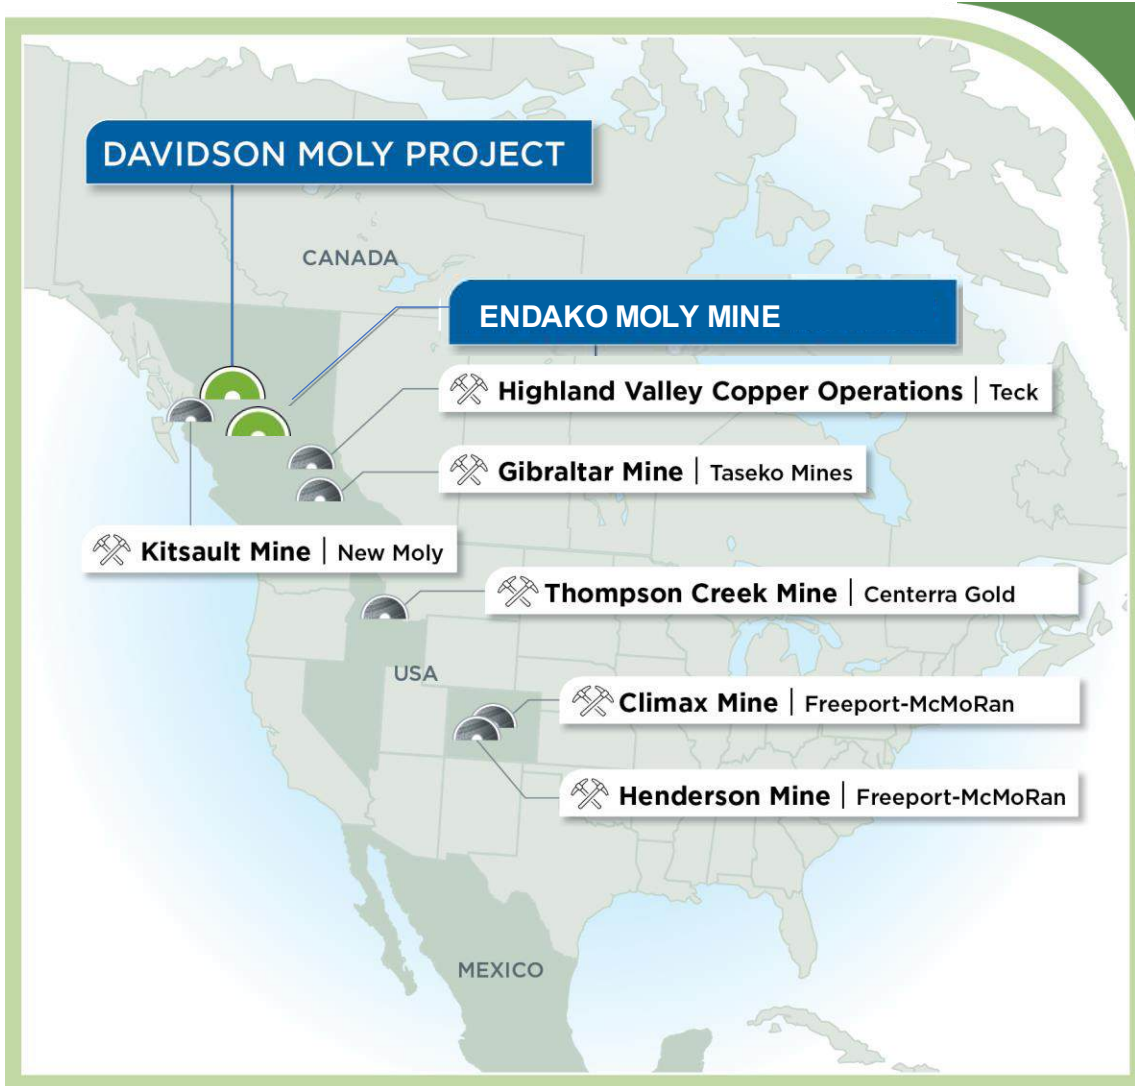 DAVIDSON MOLY PROJECT
CANADA
ENDAKO MOLY MINE
Highland Valley Copper Operations | Teck
Gibraltar Mine | Taseko Mines
Kitsault Mine | New Moly
Thompson Creek Mine | Centerra Gold
USA
Climax Mine | Freeport-McMoRan
Henderson Mine | Freeport-McMoRan
MEXICO